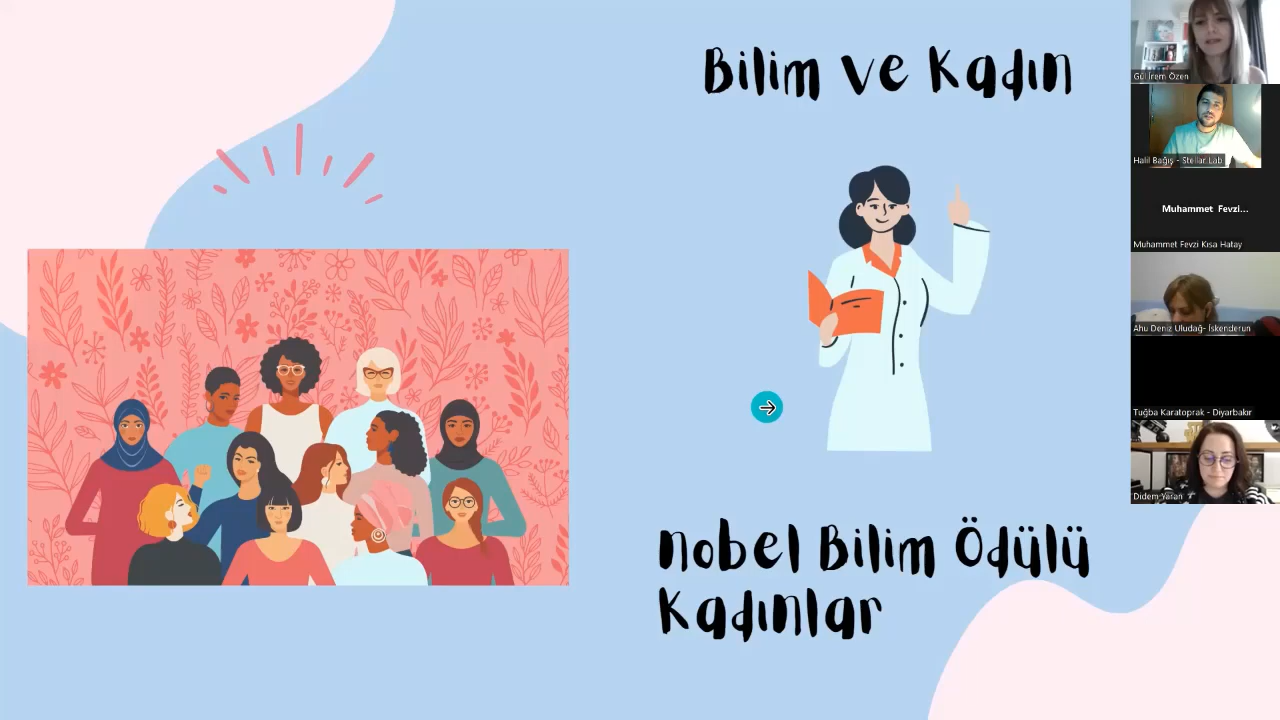 Bilim ve Kadın
Nobel Bilim Ödülü
Kadınlar
Gül İrem Özen
Halil Bağış - Stellar Lab
Muhammet Fevzi...
Muhammet Fevzi Kısa Hatay
Ahu Deniz Uludağ- İskenderun
Tuğba Karatoprak - Diyarbakır
Didem Yaran